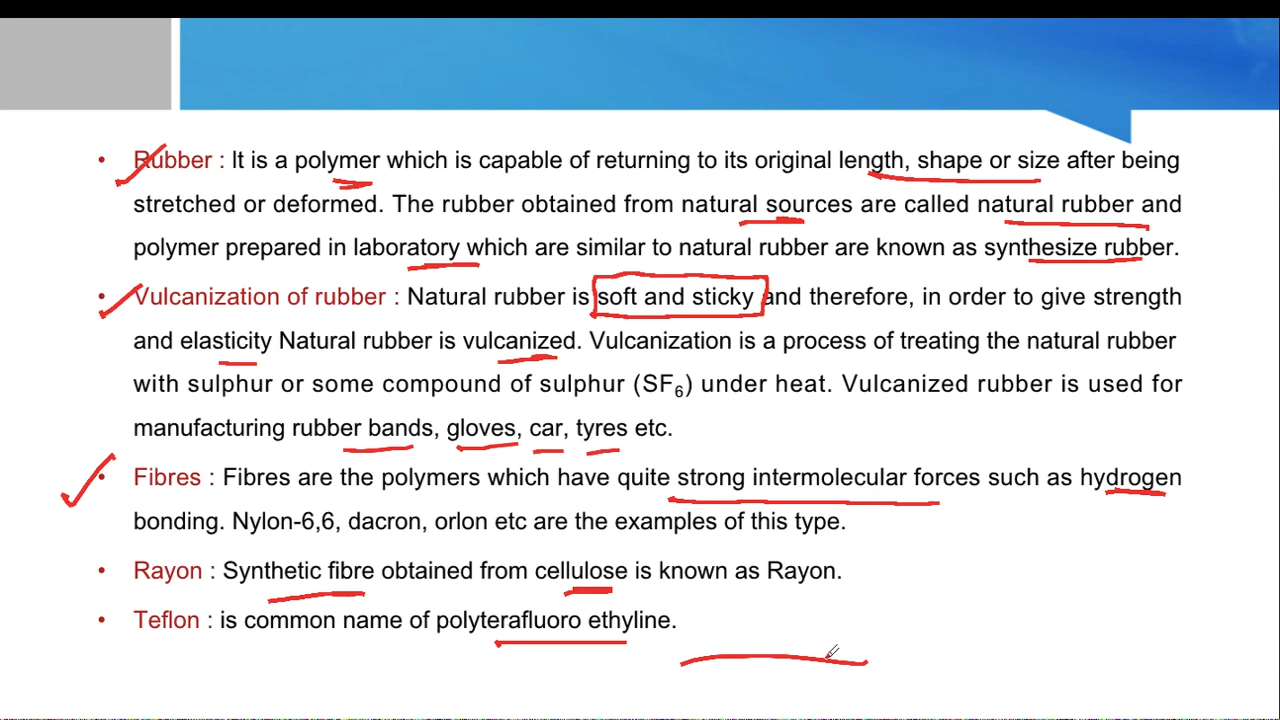 • Rubber : It is a polymer which is capable of returning to its original length, shape or size after being
stretched or deformed. The rubber obtained from natural sources are called natural rubber and
polymer prepared in laboratory which are similar to natural rubber are known as synthesize rubber.
• Vulcanization of rubber : Natural rubber is soft and sticky and therefore, in order to give strength
and elasticity Natural rubber is vulcanized. Vulcanization is a process of treating the natural rubber
with sulphur or some compound of sulphur (SF₆) under heat. Vulcanized rubber is used for
manufacturing rubber bands, gloves, car, tyres etc.
• Fibres : Fibres are the polymers which have quite strong intermolecular forces such as hydrogen
bonding. Nylon-6,6, dacron, orlon etc are the examples of this type.
• Rayon : Synthetic fibre obtained from cellulose is known as Rayon.
• Teflon : is common name of polyterafluoro ethyline.